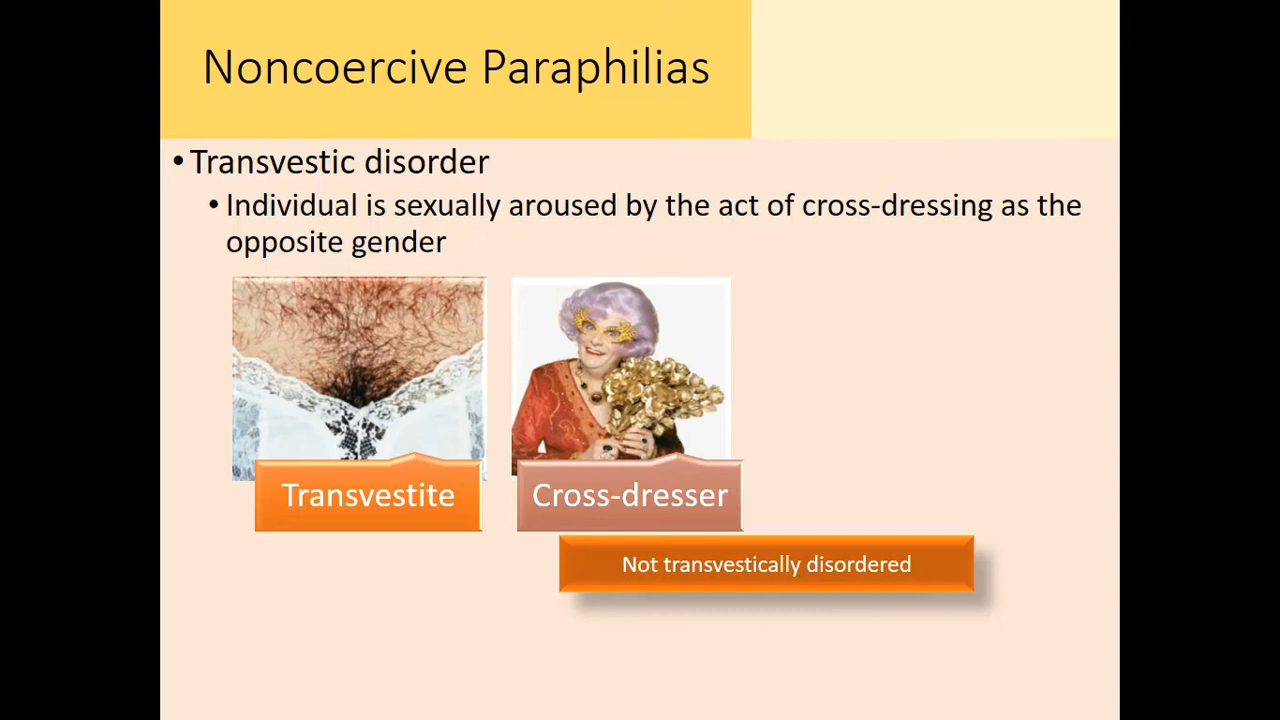 Noncoercive Paraphilias
• Transvestic disorder
• Individual is sexually aroused by the act of cross-dressing as the
opposite gender
Transvestite
Cross-dresser
Not transvestically disordered